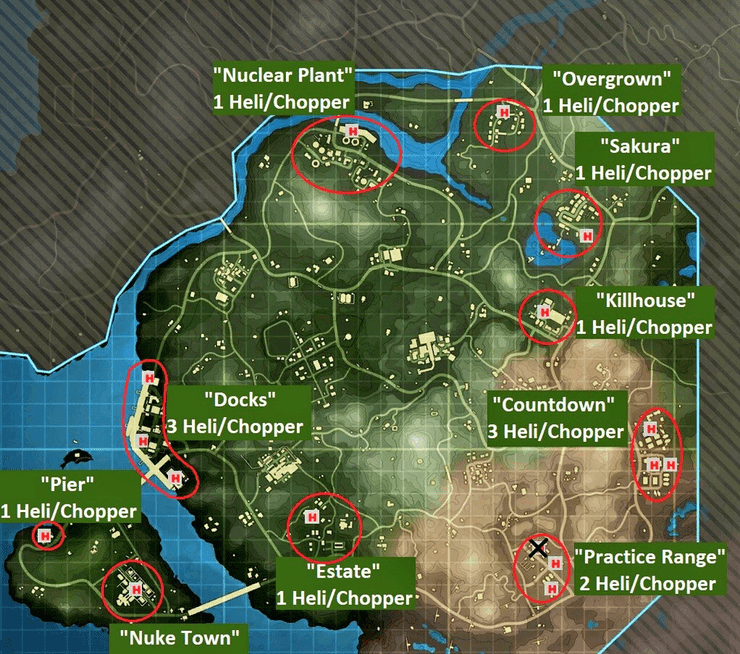 "Nuclear Plant"
1 Heli/Chopper
H
"Overgrown"
1 Heli/Chopper
H
"Sakura"
1 Heli/Chopper
H
"Killhouse"
1 Heli/Chopper
H
"Docks"
3 Heli/Chopper
H
H
H
"Countdown"
3 Heli/Chopper
H
H
H
"Pier"
1 Heli/Chopper
H
"Estate"
1 Heli/Chopper
H
"Practice Range"
2 Heli/Chopper
H
H
"Nuke Town"
H